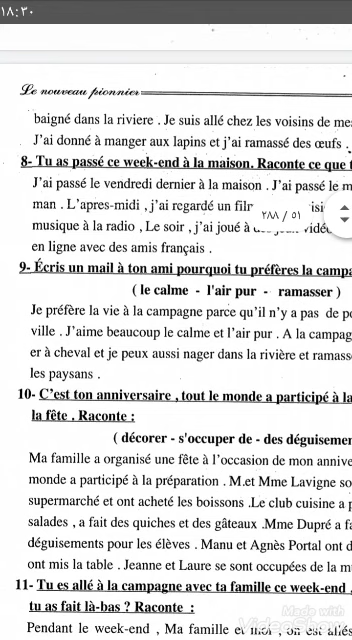 ١٨:٣٠
Le nouveau pionnier
baigné dans la riviere . Je suis allé chez les voisins de me
J'ai donné à manger aux lapins et j'ai ramassé des œufs .
8- Tu as passé ce week-end à la maison. Raconte ce que t
J'ai passé le vendredi dernier à la maison . J'ai passé le m
man . L'apres-midi , j'ai regardé un film
٢٨٨ / ٥١
musique à la radio , Le soir , j'ai joué à
en ligne avec des amis français .
9- Écris un mail à ton ami pourquoi tu préfères la campa
( le calme - l'air pur - ramasser )
Je préfère la vie à la campagne parce qu'il n'y a pas de po
ville . J'aime beaucoup le calme et l'air pur . A la campag
er à cheval et je peux aussi nager dans la rivière et ramass
les paysans .
10- C'est ton anniversaire , tout le monde a participé à la
la fête . Raconte :
( décorer - s'occuper de - des déguisemen
Ma famille a organisé une fête à l'occasion de mon annive
monde a participé à la préparation . M.et Mme Lavigne so
supermarché et ont acheté les boissons .Le club cuisine a p
salades , a fait des quiches et des gâteaux .Mme Dupré a fa
déguisements pour les élèves . Manu et Agnès Portal ont d
ont mis la table . Jeanne et Laure se sont occupées de la m
11- Tu es allé à la campagne avec ta famille ce week-end .
tu as fait là-bas ? Raconte :
Made with
VideoShow
Pendant le week-end , Ma famille et moi , on est allés